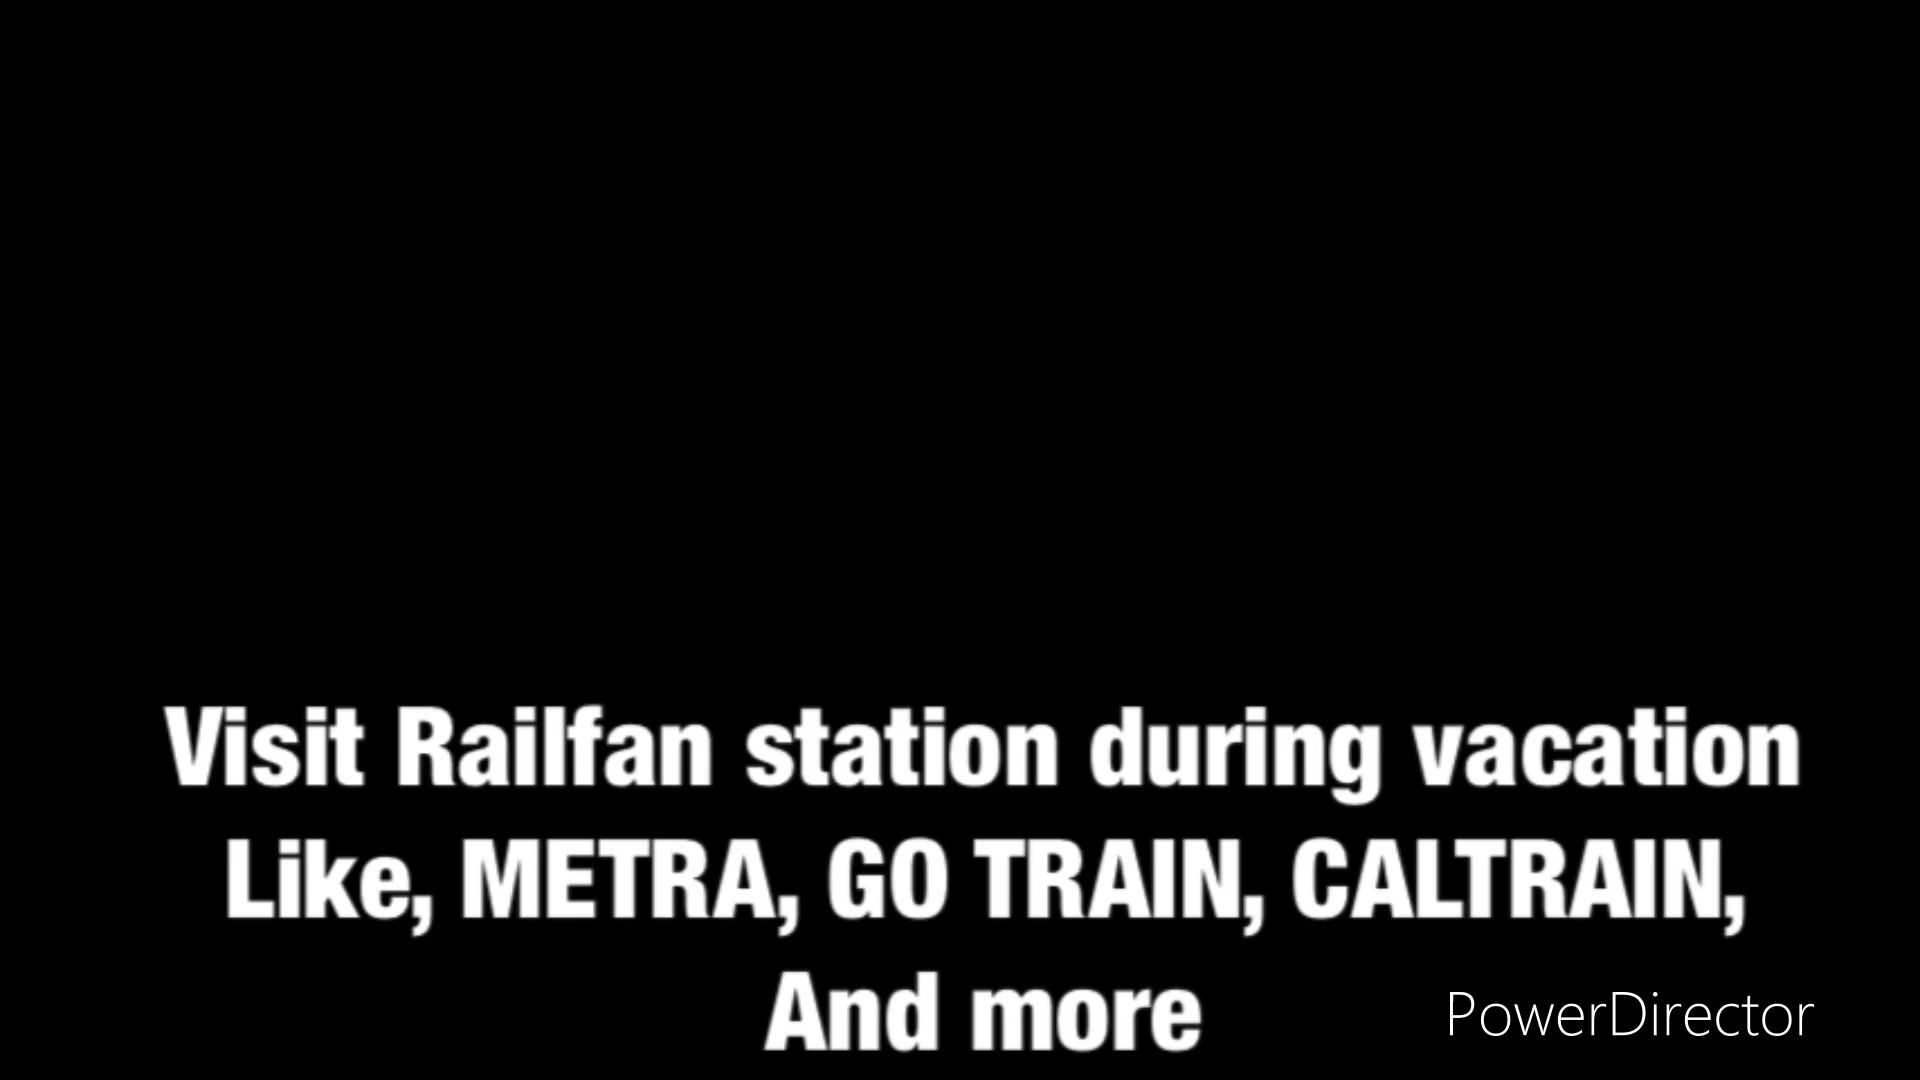 Visit Railfan station during vacation
Like, METRA, GO TRAIN, CALTRAIN,
And more
PowerDirector